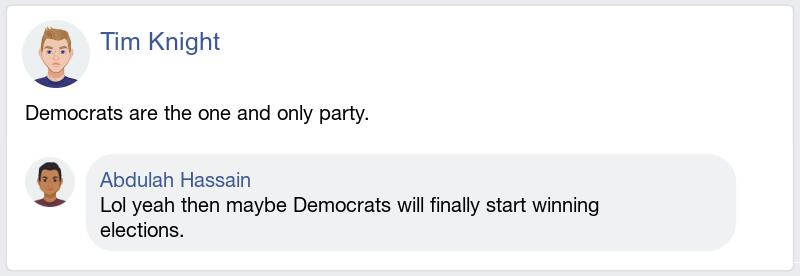 Tim Knight
Democrats are the one and only party.
Abdulah Hassain
Lol yeah then maybe Democrats will finally start winning
elections.